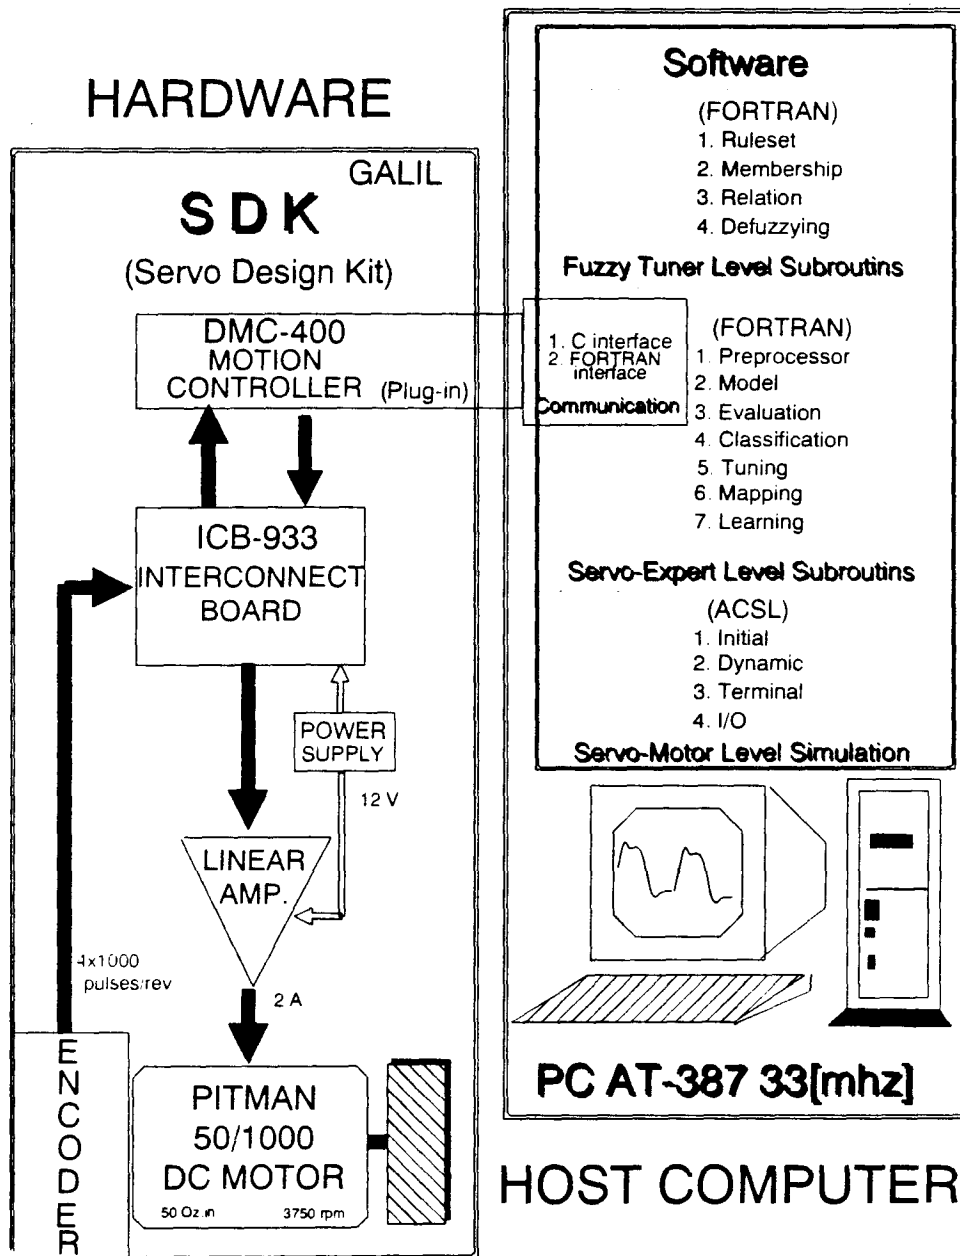 HARDWARE
GALIL
SDK
(Servo Design Kit)
DMC-400
MOTION
CONTROLLER (Plug-in)
ICB-933
INTERCONNECT
BOARD
POWER
SUPPLY
12 V
LINEAR
AMP.
4x1000
pulses/rev
2 A
ENCODER
PITMAN
50/1000
DC MOTOR
50 Oz.in 3750 rpm
Software
(FORTRAN)
1. Ruleset
2. Membership
3. Relation
4. Defuzzying
Fuzzy Tuner Level Subroutins
1. C interface
2. FORTRAN
interface
Communication
(FORTRAN)
1. Preprocessor
2. Model
3. Evaluation
4. Classification
5. Tuning
6. Mapping
7. Learning
Servo-Expert Level Subroutins
(ACSL)
1. Initial
2. Dynamic
3. Terminal
4. I/O
Servo-Motor Level Simulation
PC AT-387 33[mhz]
HOST COMPUTER